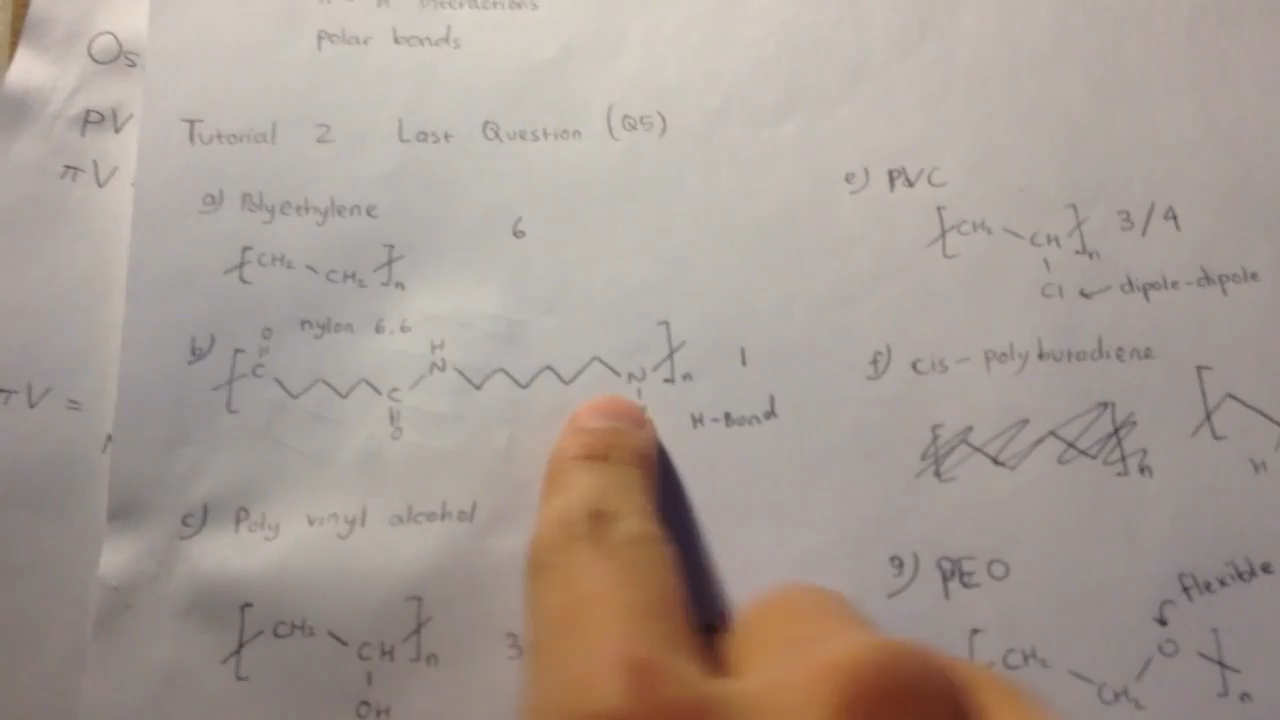 polar bonds
Os
PV
πV
πV =
Tutorial 2 Last Question (Q5)
a) Polyethylene
6
[CH2 CH2]n
b) nylon 6,6
O
C
H
N
C
O
N
]n
1
H-Bond
c) Poly vinyl alcohol
[CH2 CH]n
OH
3
e) PVC
[CH2 CH]n 3/4
Cl ← dipole-dipole
f) cis-polybutadiene
n
H
g) PEO
flexible
[CH2 CH2 O]n